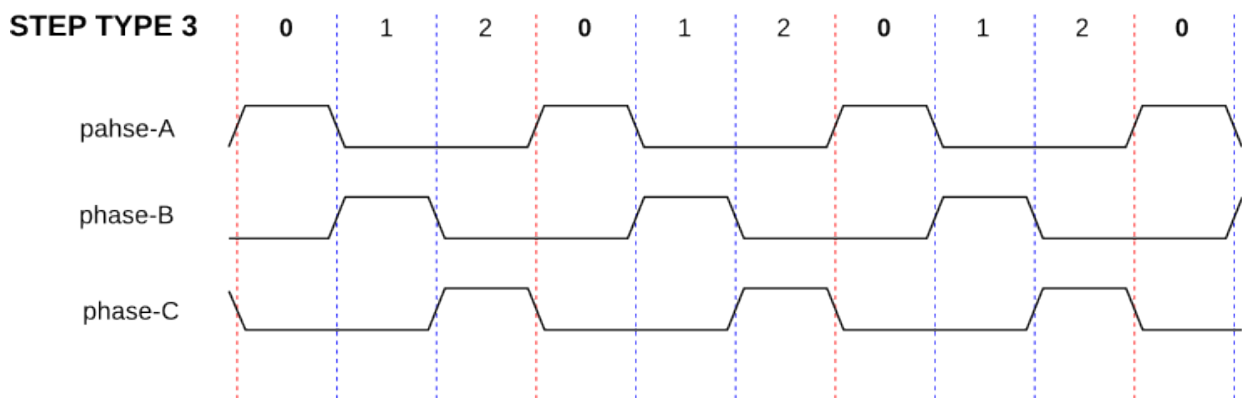 STEP TYPE 3 0 1 2 0 1 2 0 1 2 0
pahse-A
phase-B
phase-C